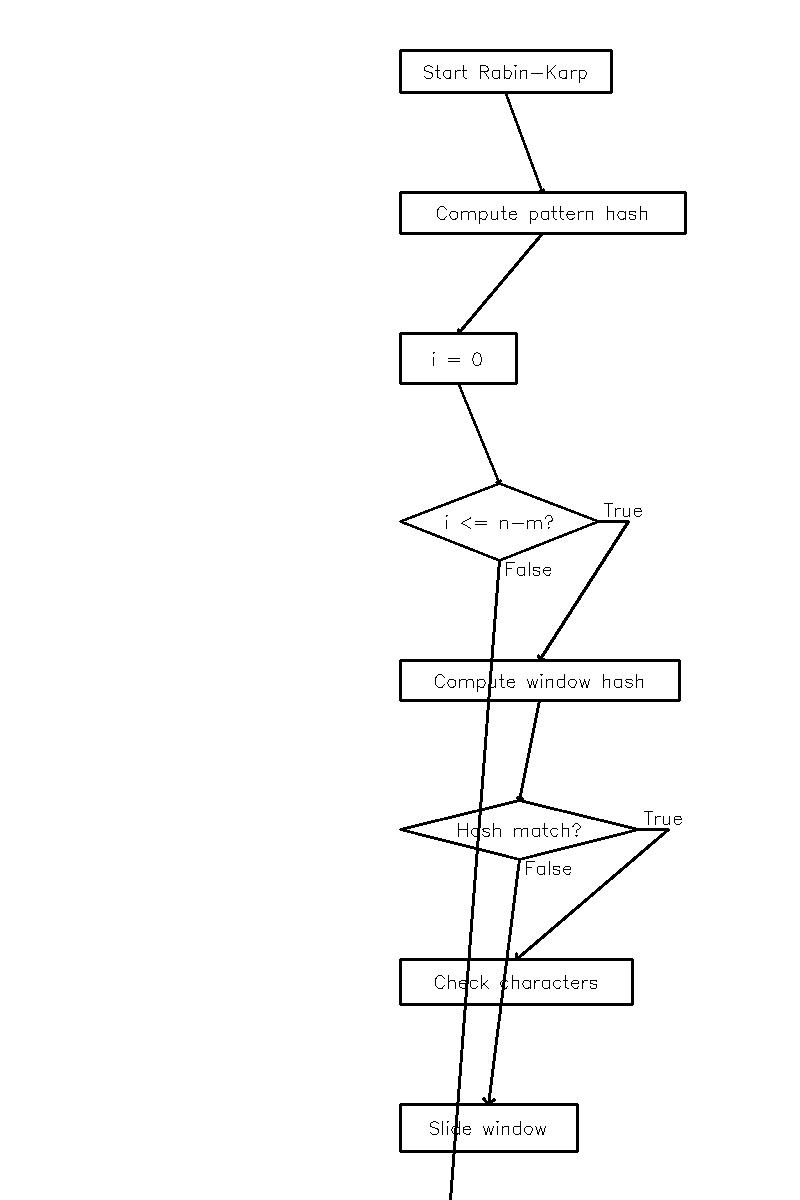 Start Rabin-Karp
Compute pattern hash
i = 0
i <= n-m?
True
False
Compute window hash
Hash match?
True
False
Check characters
Slide window